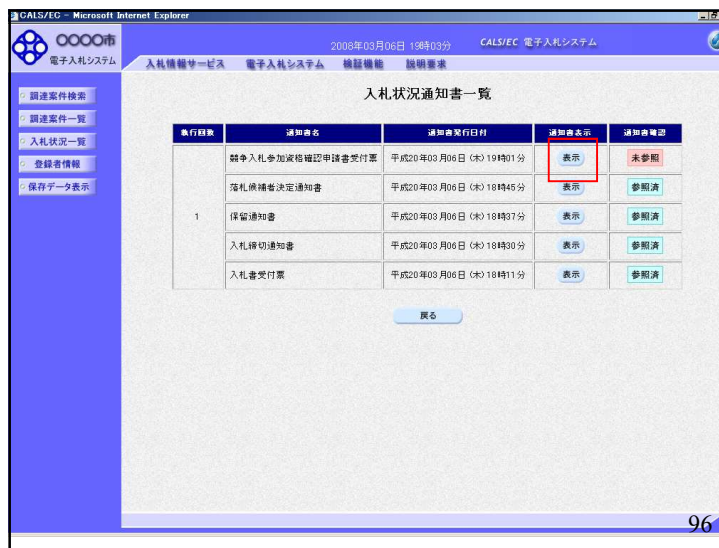 CALS/EC - Microsoft Internet Explorer
〇〇〇〇市
電子入札システム
2008年03月06日 19時03分
CALS/EC 電子入札システム
入札情報サービス 電子入札システム 検証機能 説明要求
調達案件検索
調達案件一覧
入札状況一覧
登録者情報
保存データ表示
入札状況通知書一覧
執行回数 通知書名 通知書発行日付 通知書表示 通知書確認
1
競争入札参加資格確認申請書受付票 平成20年03月06日 (木) 19時01分 表示 未参照
落札候補者決定通知書 平成20年03月06日 (木) 18時45分 表示 参照済
保留通知書 平成20年03月06日 (木) 18時37分 表示 参照済
入札締切通知書 平成20年03月06日 (木) 18時30分 表示 参照済
入札書受付票 平成20年03月06日 (木) 18時11分 表示 参照済
戻る
96